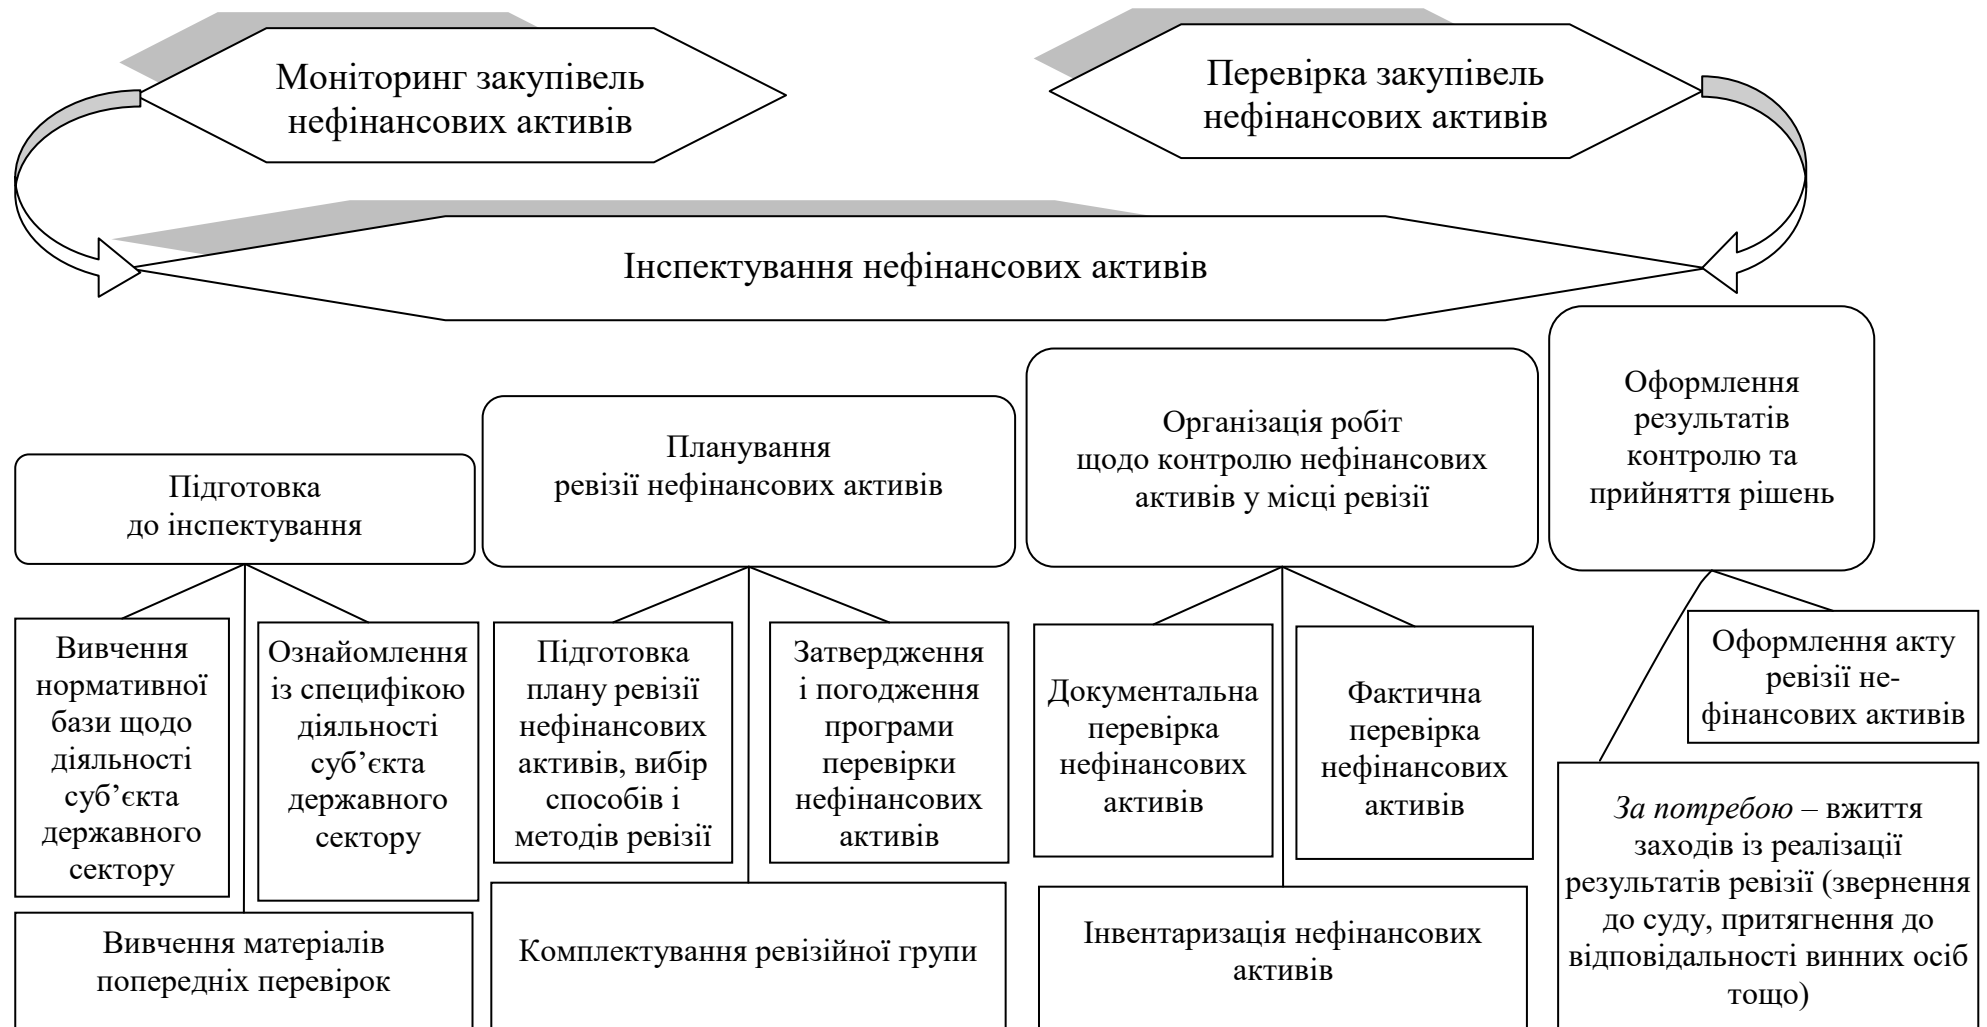 Моніторинг закупівель
нефінансових активів
Перевірка закупівель
нефінансових активів
Інспектування нефінансових активів
Підготовка
до інспектування
Планування
ревізії нефінансових активів
Організація робіт
щодо контролю нефінансових
активів у місці ревізії
Оформлення
результатів
контролю та
прийняття рішень
Вивчення
нормативної
бази щодо
діяльності
суб’єкта
державного
сектору
Ознайомлення
із специфікою
діяльності
суб’єкта
державного
сектору
Вивчення матеріалів
попередніх перевірок
Підготовка
плану ревізії
нефінансових
активів, вибір
способів і
методів ревізії
Затвердження
і погодження
програми
перевірки
нефінансових
активів
Комплектування ревізійної групи
Документальна
перевірка
нефінансових
активів
Фактична
перевірка
нефінансових
активів
Інвентаризація нефінансових
активів
Оформлення акту
ревізії не-
фінансових активів
За потребою – вжиття
заходів із реалізації
результатів ревізії (звернення
до суду, притягнення до
відповідальності винних осіб
тощо)